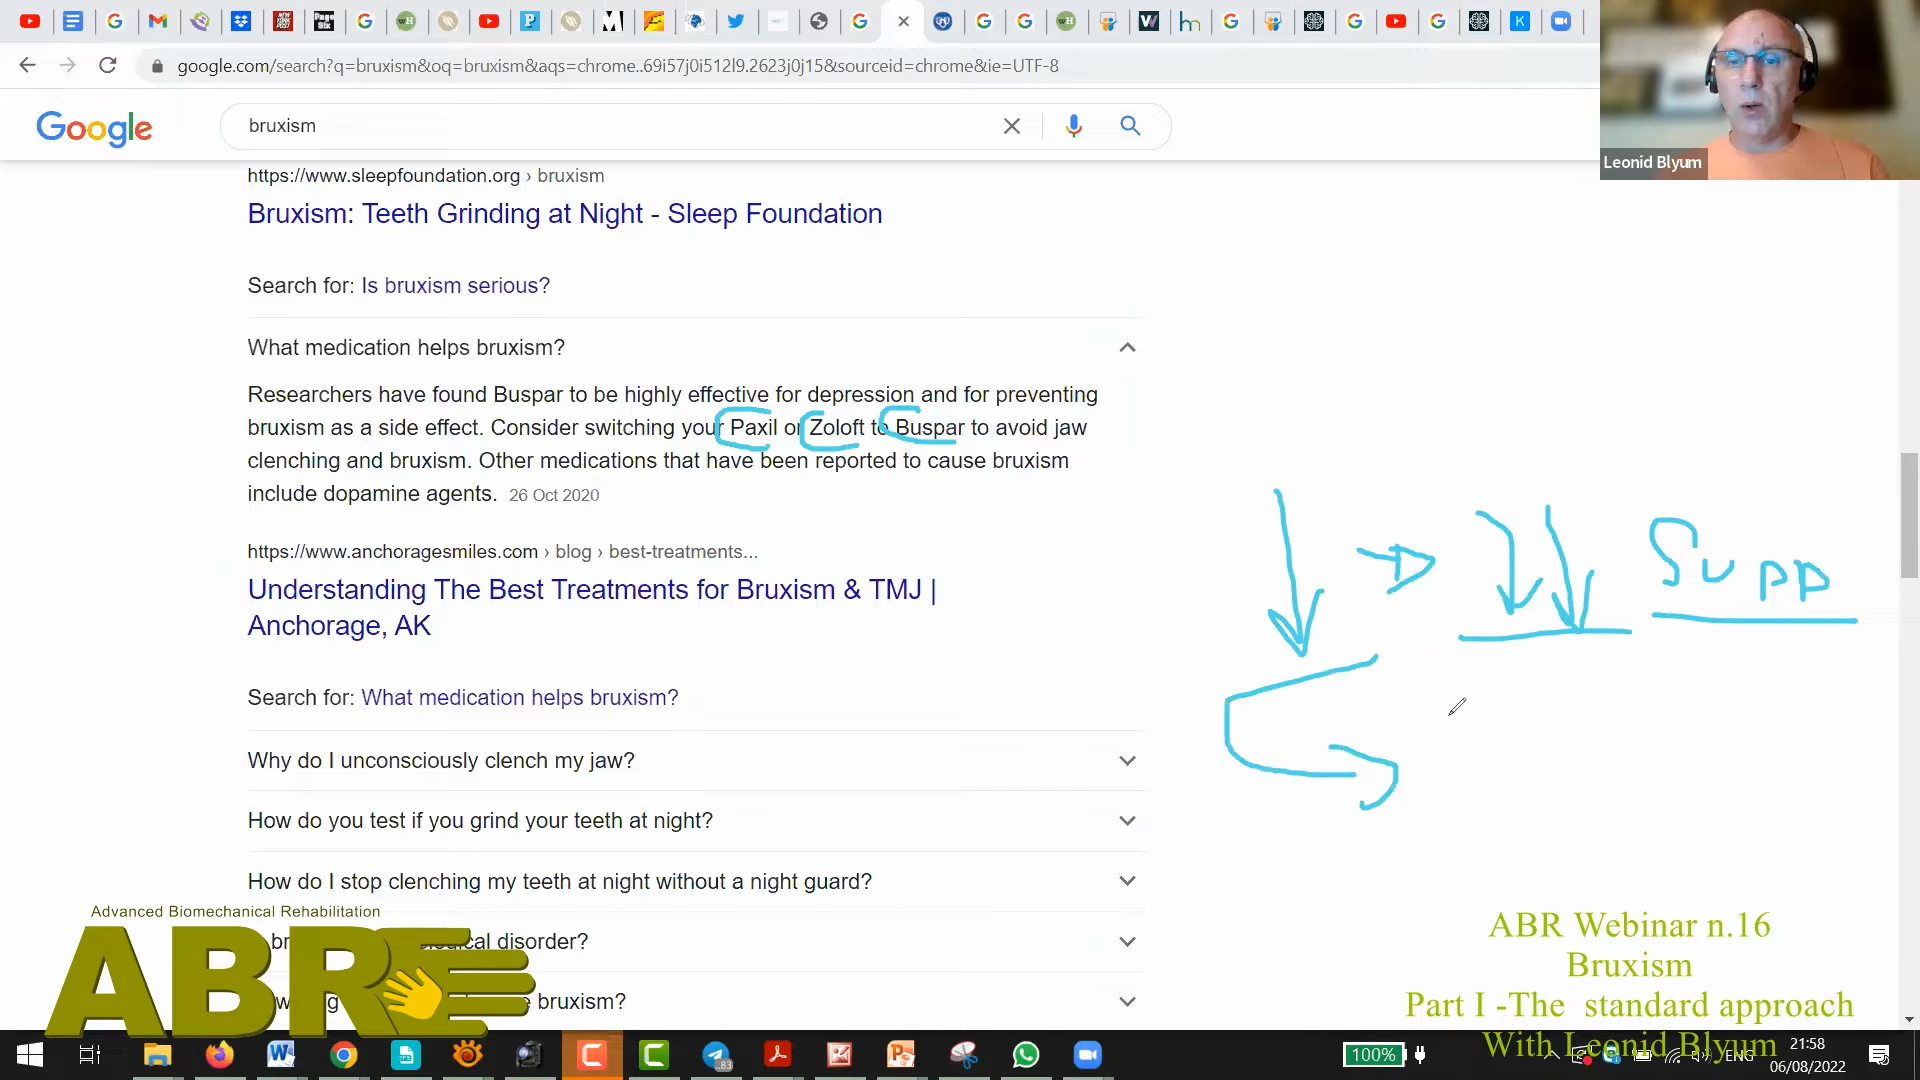 google.com/search?q=bruxism&oq=bruxism&aqs=chrome..69i57j0i512l9.2623j0j15&sourceid=chrome&ie=UTF-8
Google
bruxism
Leonid Blyum
https://www.sleepfoundation.org › bruxism
Bruxism: Teeth Grinding at Night - Sleep Foundation
Search for: Is bruxism serious?
What medication helps bruxism?
Researchers have found Buspar to be highly effective for depression and for preventing
bruxism as a side effect. Consider switching your Paxil or Zoloft to Buspar to avoid jaw
clenching and bruxism. Other medications that have been reported to cause bruxism
include dopamine agents. 26 Oct 2020
Supp
https://www.anchoragesmiles.com › blog › best-treatments...
Understanding The Best Treatments for Bruxism & TMJ |
Anchorage, AK
Search for: What medication helps bruxism?
Why do I unconsciously clench my jaw?
How do you test if you grind your teeth at night?
How do I stop clenching my teeth at night without a night guard?
disorder?
bruxism?
Advanced Biomechanical Rehabilitation
ABR
ABR Webinar n.16
Bruxism
Part I -The standard approach
With Leonid Blyum
100%
ENG
21:58
06/08/2022